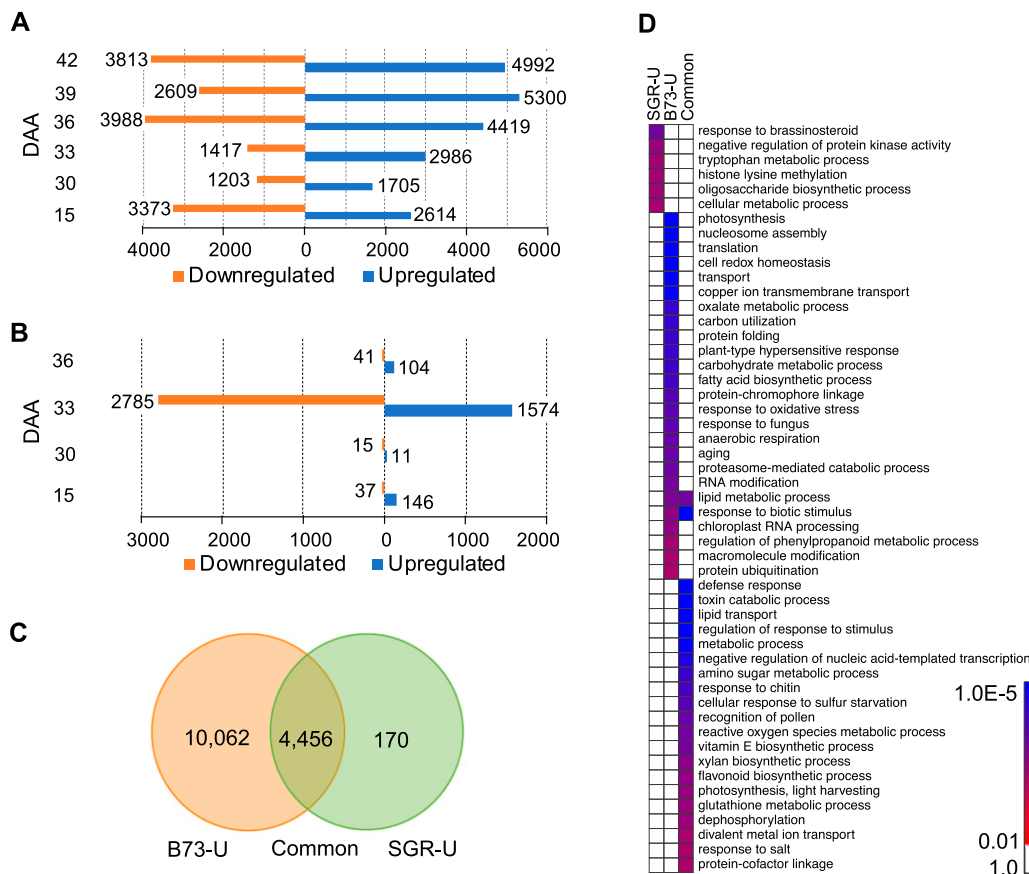 A
DAA
42
3813
4992
39
2609
5300
36
3988
4419
33
1417
2986
30
1203
1705
15
3373
2614
4000 2000 0 2000 4000 6000
Downregulated Upregulated
B
DAA
36
41
104
33
2785
1574
30
15
11
15
37
146
3000 2000 1000 0 1000 2000
Downregulated Upregulated
C
10,062
4,456
170
B73-U Common SGR-U
D
SGR-U
B73-U
Common
response to brassinosteroid
negative regulation of protein kinase activity
tryptophan metabolic process
histone lysine methylation
oligosaccharide biosynthetic process
cellular metabolic process
photosynthesis
nucleosome assembly
translation
cell redox homeostasis
transport
copper ion transmembrane transport
oxalate metabolic process
carbon utilization
protein folding
plant-type hypersensitive response
carbohydrate metabolic process
fatty acid biosynthetic process
protein-chromophore linkage
response to oxidative stress
response to fungus
anaerobic respiration
aging
proteasome-mediated catabolic process
RNA modification
lipid metabolic process
response to biotic stimulus
chloroplast RNA processing
regulation of phenylpropanoid metabolic process
macromolecule modification
protein ubiquitination
defense response
toxin catabolic process
lipid transport
regulation of response to stimulus
metabolic process
negative regulation of nucleic acid-templated transcription
amino sugar metabolic process
response to chitin
cellular response to sulfur starvation
recognition of pollen
reactive oxygen species metabolic process
vitamin E biosynthetic process
xylan biosynthetic process
flavonoid biosynthetic process
photosynthesis, light harvesting
glutathione metabolic process
dephosphorylation
divalent metal ion transport
response to salt
protein-cofactor linkage
1.0E-5
0.01
1.0